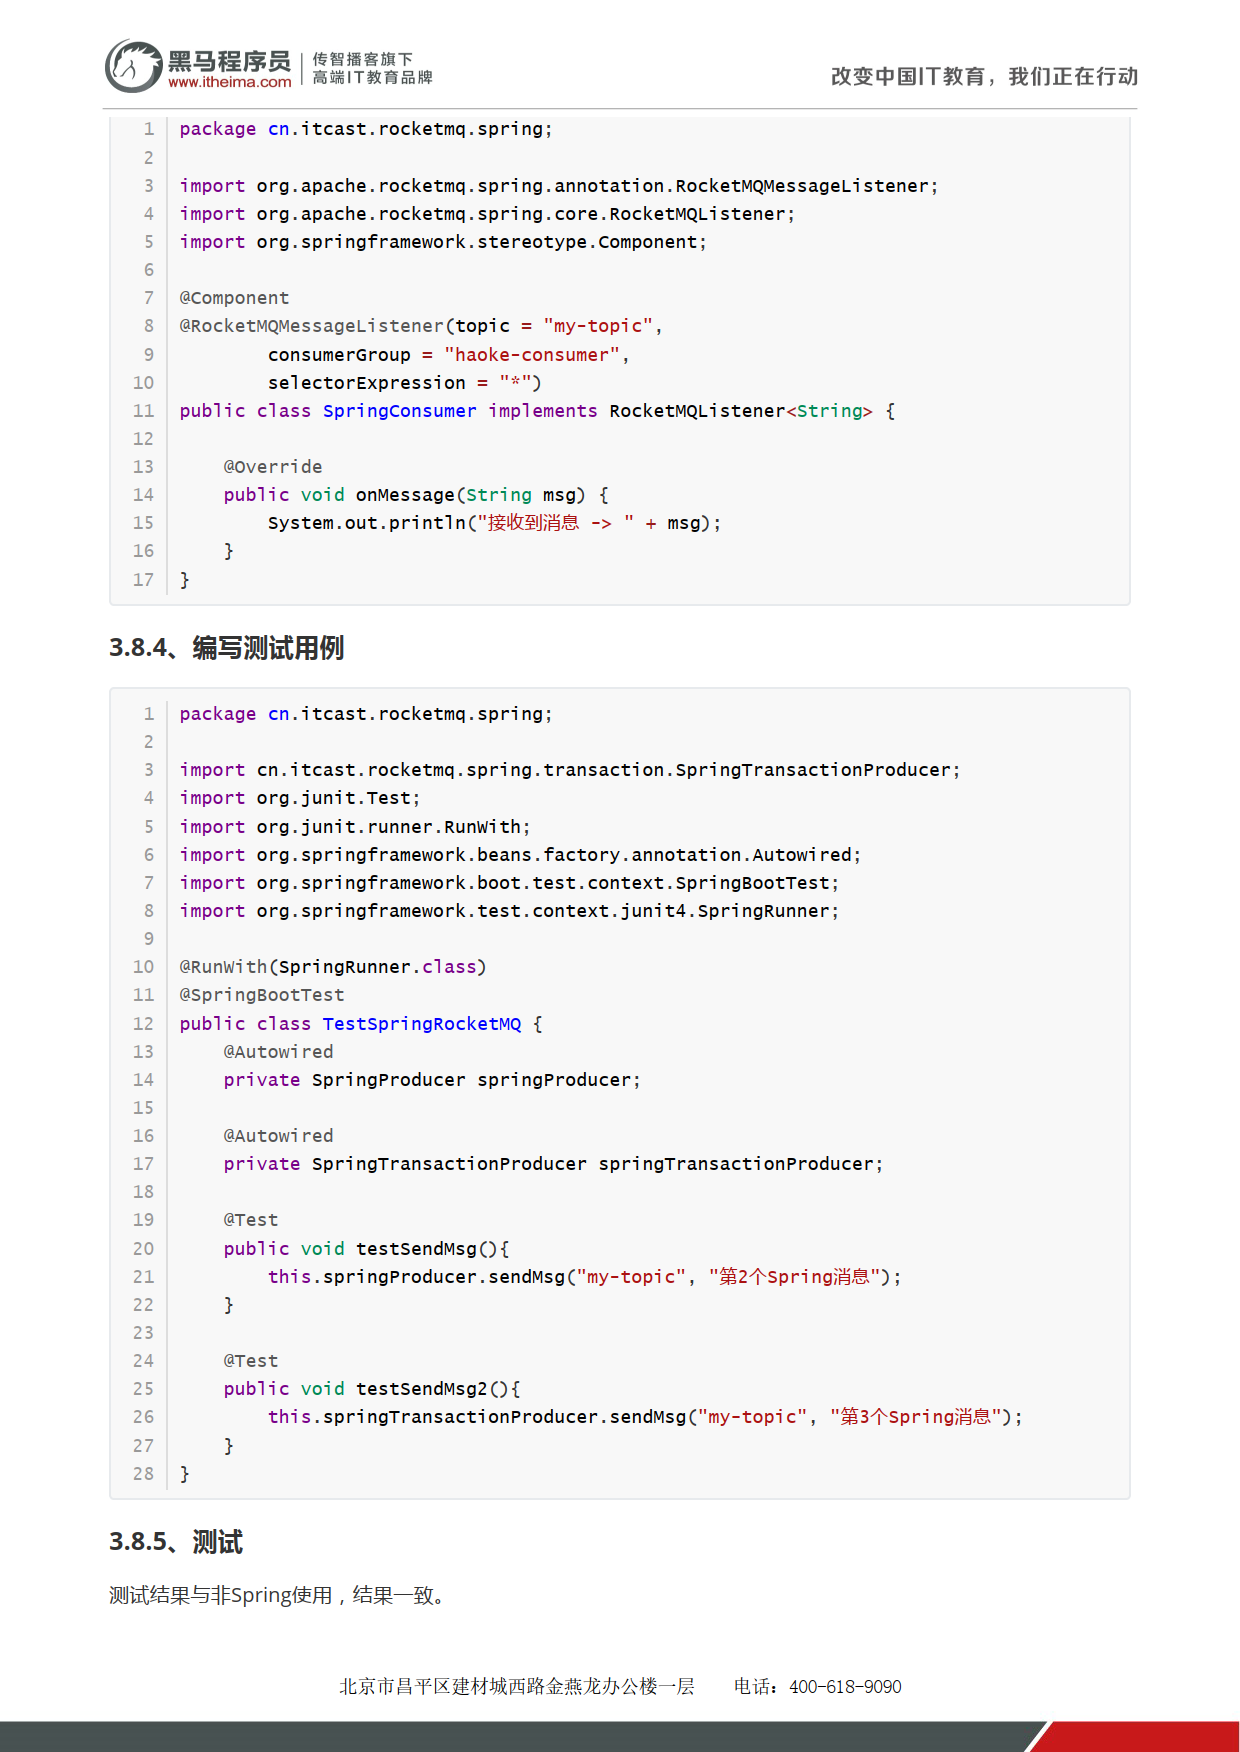 黑马程序员
www.itheima.com
传智播客旗下
高端IT教育品牌
改变中国IT教育，我们正在行动
1 package cn.itcast.rocketmq.spring;
2
3 import org.apache.rocketmq.spring.annotation.RocketMQMessageListener;
4 import org.apache.rocketmq.spring.core.RocketMQListener;
5 import org.springframework.stereotype.Component;
6
7 @Component
8 @RocketMQMessageListener(topic = "my-topic",
9         consumerGroup = "haoke-consumer",
10         selectorExpression = "*")
11 public class SpringConsumer implements RocketMQListener<String> {
12
13     @Override
14     public void onMessage(String msg) {
15         System.out.println("接收到消息 -> " + msg);
16     }
17 }
3.8.4、编写测试用例
1 package cn.itcast.rocketmq.spring;
2
3 import cn.itcast.rocketmq.spring.transaction.SpringTransactionProducer;
4 import org.junit.Test;
5 import org.junit.runner.RunWith;
6 import org.springframework.beans.factory.annotation.Autowired;
7 import org.springframework.boot.test.context.SpringBootTest;
8 import org.springframework.test.context.junit4.SpringRunner;
9
10 @RunWith(SpringRunner.class)
11 @SpringBootTest
12 public class TestSpringRocketMQ {
13     @Autowired
14     private SpringProducer springProducer;
15
16     @Autowired
17     private SpringTransactionProducer springTransactionProducer;
18
19     @Test
20     public void testSendMsg(){
21         this.springProducer.sendMsg("my-topic", "第2个Spring消息");
22     }
23
24     @Test
25     public void testSendMsg2(){
26         this.springTransactionProducer.sendMsg("my-topic", "第3个Spring消息");
27     }
28 }
3.8.5、测试
测试结果与非Spring使用，结果一致。
北京市昌平区建材城西路金燕龙办公楼一层 电话：400-618-9090